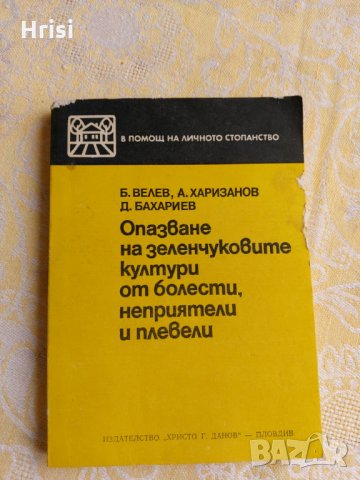 Hrisi
В ПОМОЩ НА ЛИЧНОТО СТОПАНСТВО
Б. ВЕЛЕВ, А. ХАРИЗАНОВ
Д. БАХАРИЕВ
Опазване
на зеленчуковите
култури
от болести,
неприятели
и плевели
ИЗДАТЕЛСТВО „ХРИСТО Г. ДАНОВ“ — ПЛОВДИВ
bazar